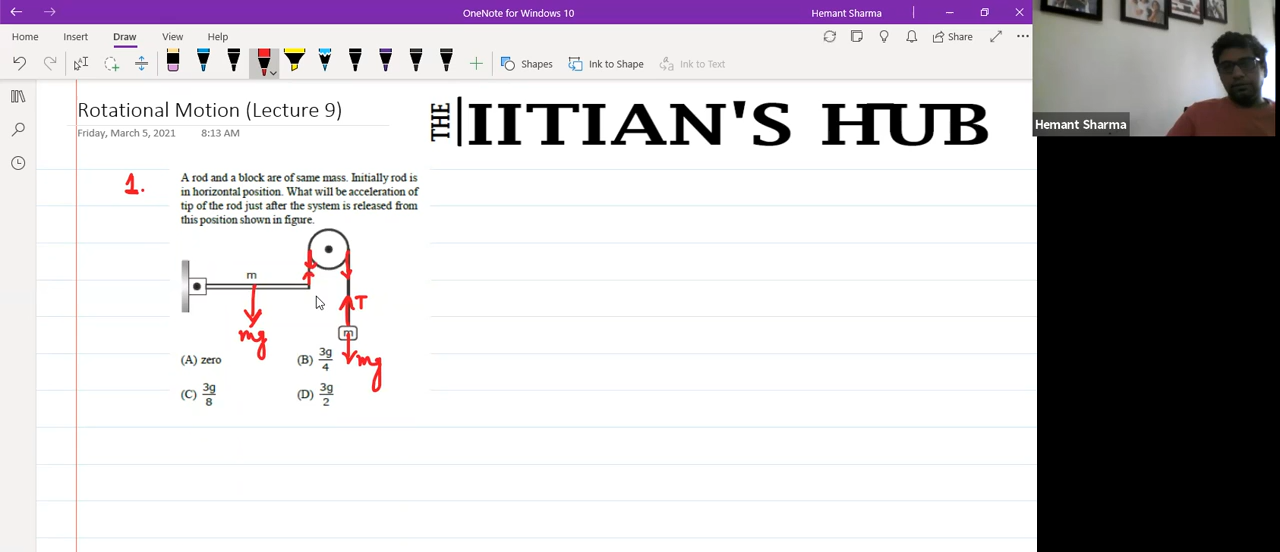 OneNote for Windows 10
Hemant Sharma
Home Insert Draw View Help
Share
Shapes
Ink to Shape
Ink to Text
Rotational Motion (Lecture 9)
Friday, March 5, 2021 8:13 AM
THE IITIAN'S HUB
Hemant Sharma
1.
A rod and a block are of same mass. Initially rod is
in horizontal position. What will be acceleration of
tip of the rod just after the system is released from
this position shown in figure.
m
T
mg
m
mg
(A) zero
(B) 3g/4
(C) 3g/8
(D) 3g/2